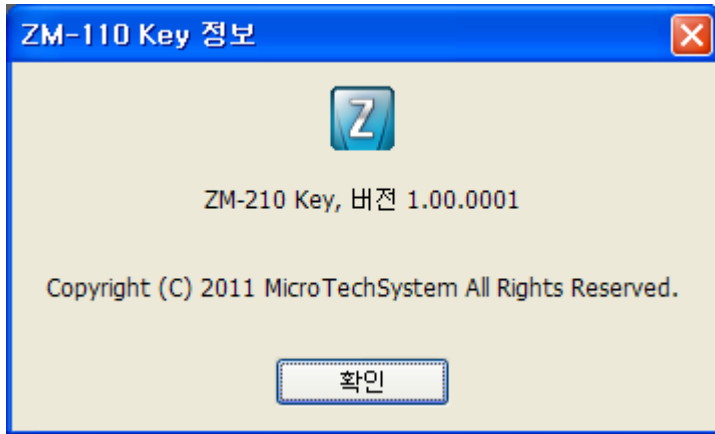 ZM-110 Key 정보
Z
ZM-210 Key, 버전 1.00.0001
Copyright (C) 2011 MicroTechSystem All Rights Reserved.
확인